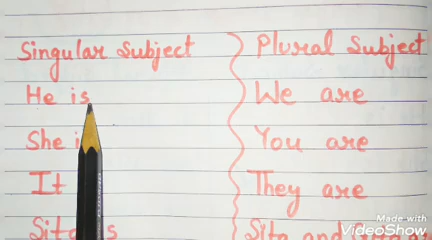 Singular Subject Plural Subject
He is We are
She You are
It They are
Sita and
Made with
VideoShow